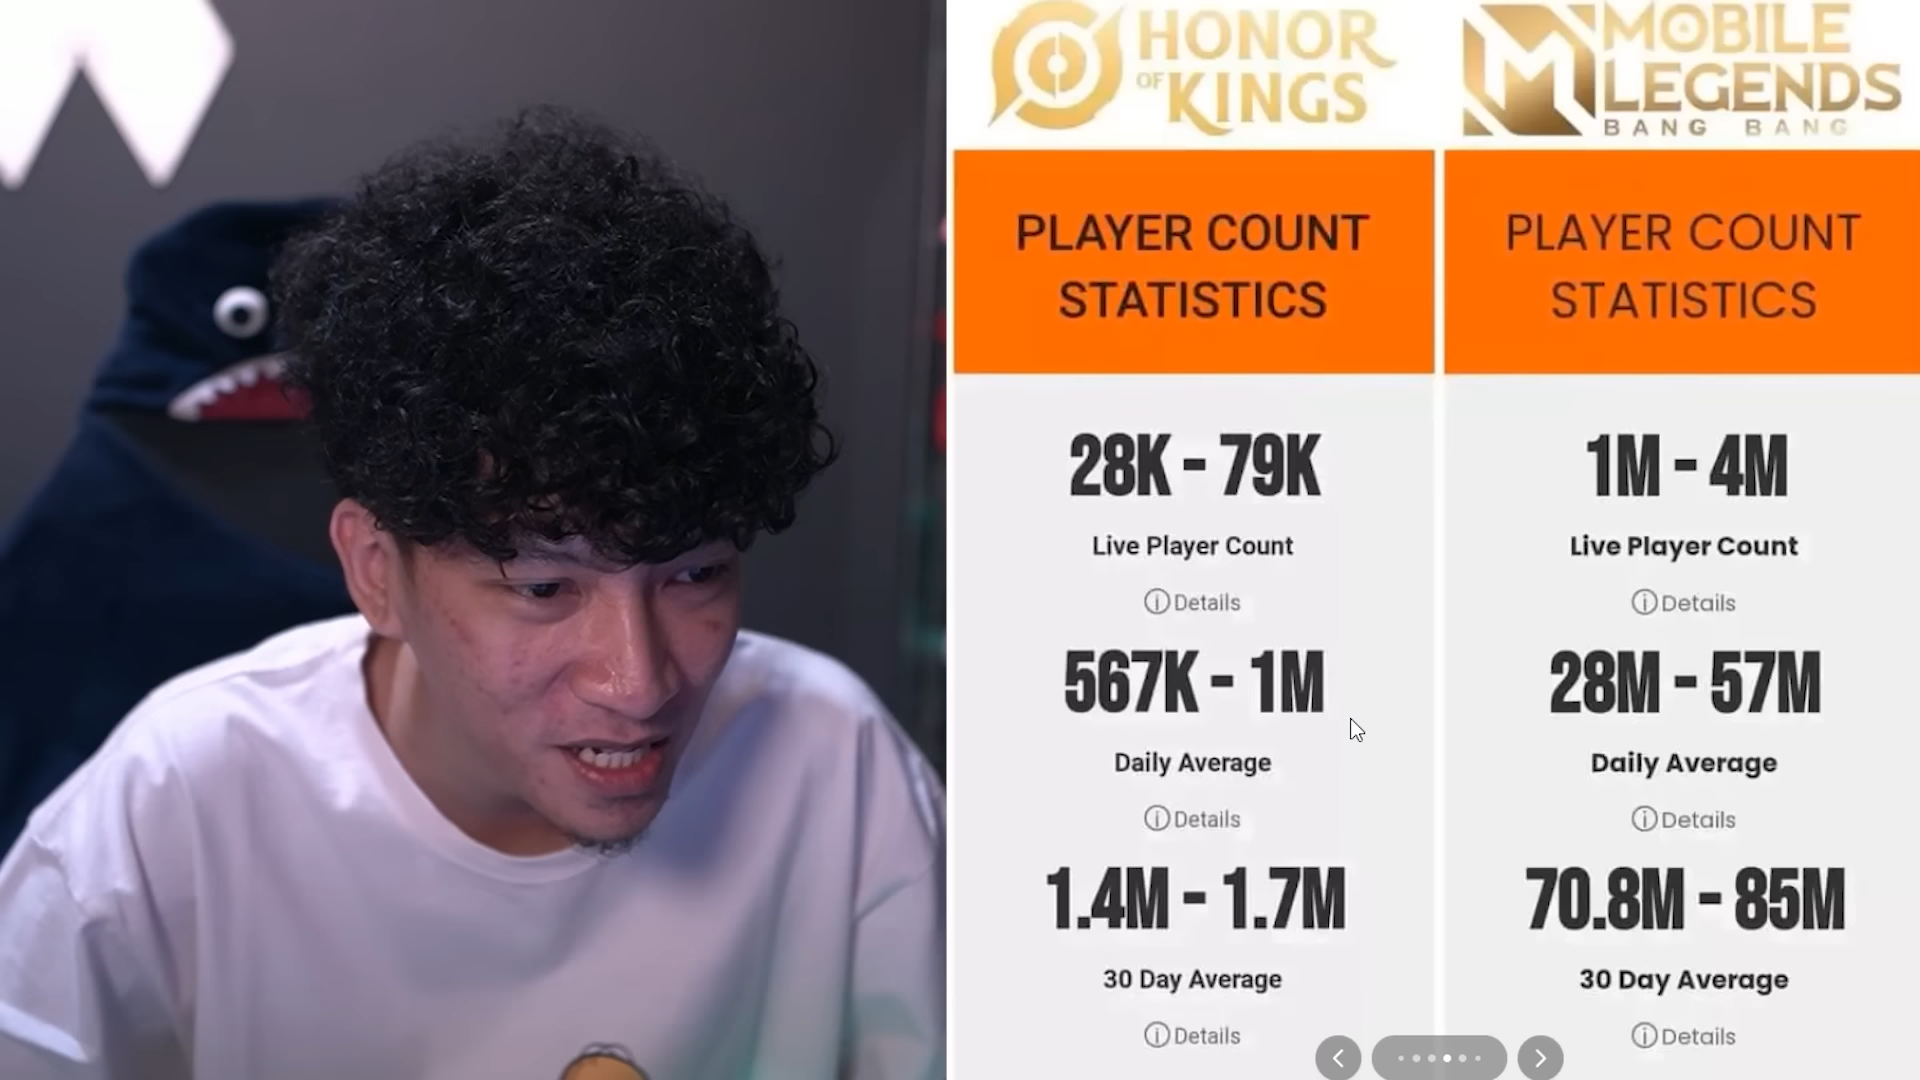 HONOR
OF KINGS
MOBILE
LEGENDS
BANG BANG
PLAYER COUNT
STATISTICS
28K - 79K
Live Player Count
Details
567K - 1M
Daily Average
Details
1.4M - 1.7M
30 Day Average
Details
PLAYER COUNT
STATISTICS
1M - 4M
Live Player Count
Details
28M - 57M
Daily Average
Details
70.8M - 85M
30 Day Average
Details